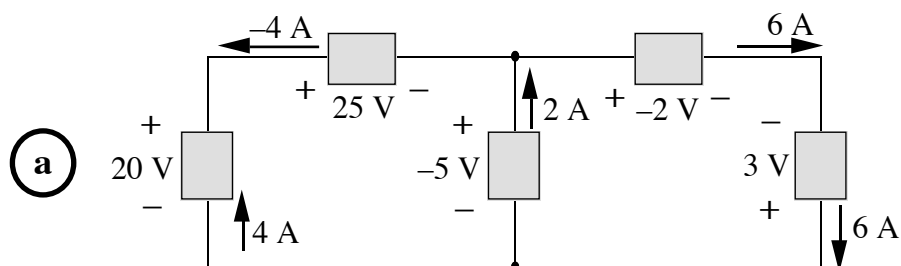 –4 A
6 A
+ 25 V –
+ –2 V –
2 A
+ 20 V –
+ –5 V –
– 3 V +
a
4 A
6 A